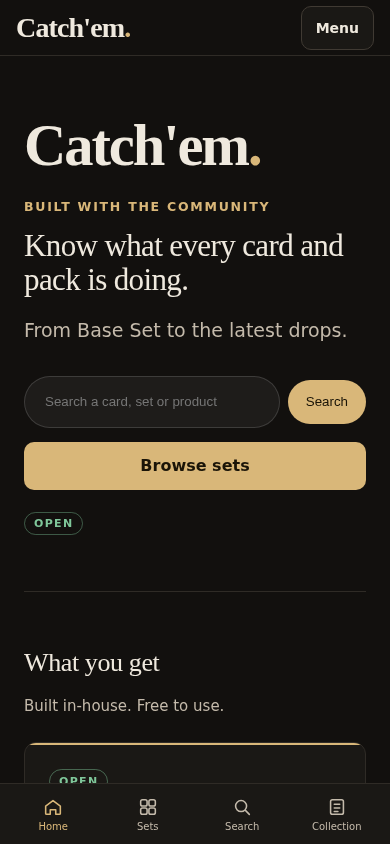 Catch'em.
Menu
Catch'em.
BUILT WITH THE COMMUNITY
Know what every card and
pack is doing.
From Base Set to the latest drops.
Search a card, set or product
Search
Browse sets
OPEN
What you get
Built in-house. Free to use.
OPEN
Home
Sets
Search
Collection